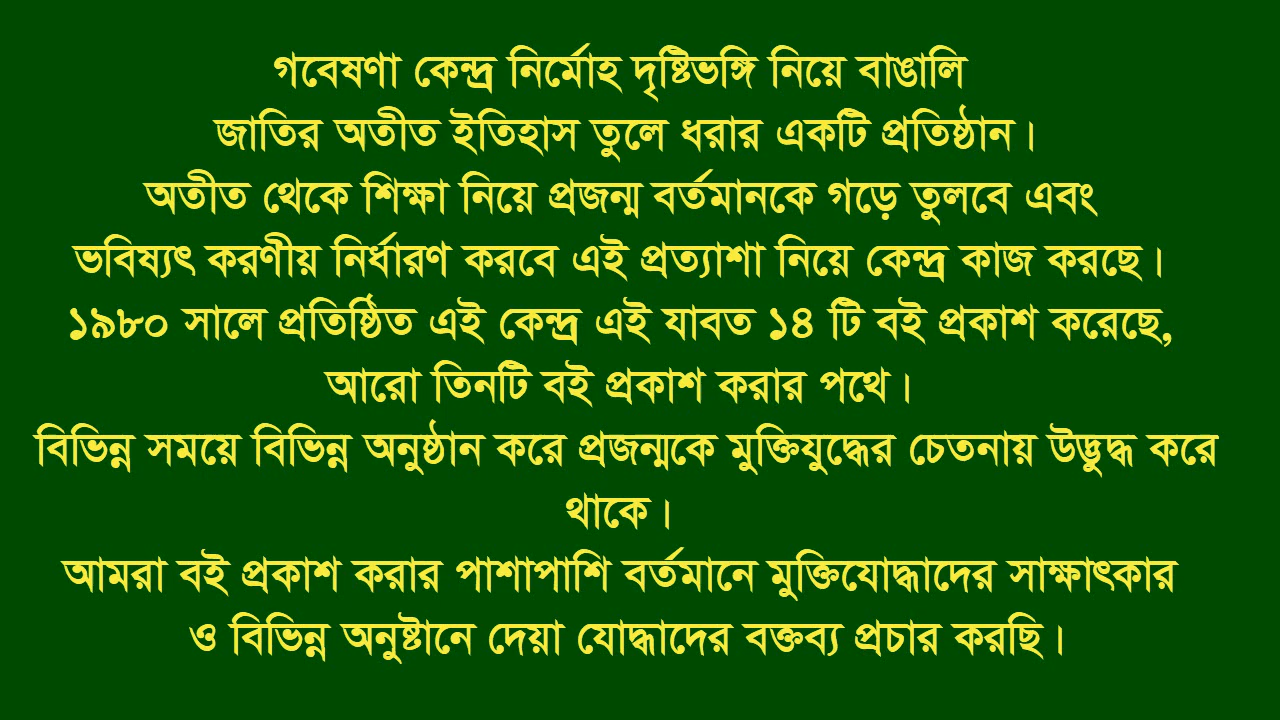 গবেষণা কেন্দ্র নির্মোহ দৃষ্টিভঙ্গি নিয়ে বাঙালি
জাতির অতীত ইতিহাস তুলে ধরার একটি প্রতিষ্ঠান।
অতীত থেকে শিক্ষা নিয়ে প্রজন্ম বর্তমানকে গড়ে তুলবে এবং
ভবিষ্যৎ করণীয় নির্ধারণ করবে এই প্রত্যাশা নিয়ে কেন্দ্র কাজ করছে।
১৯৮০ সালে প্রতিষ্ঠিত এই কেন্দ্র এই যাবত ১৪ টি বই প্রকাশ করেছে,
আরো তিনটি বই প্রকাশ করার পথে।
বিভিন্ন সময়ে বিভিন্ন অনুষ্ঠান করে প্রজন্মকে মুক্তিযুদ্ধের চেতনায় উদ্ভুদ্ধ করে
থাকে।
আমরা বই প্রকাশ করার পাশাপাশি বর্তমানে মুক্তিযোদ্ধাদের সাক্ষাৎকার
ও বিভিন্ন অনুষ্টানে দেয়া যোদ্ধাদের বক্তব্য প্রচার করছি।